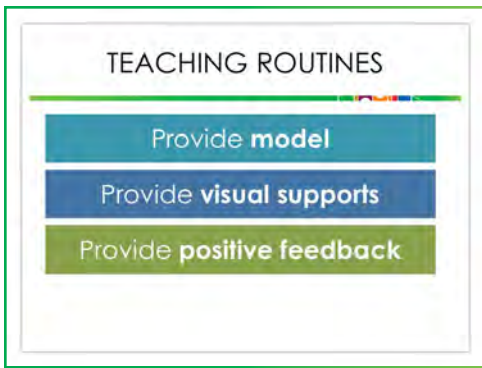 TEACHING ROUTINES
Provide model
Provide visual supports
Provide positive feedback